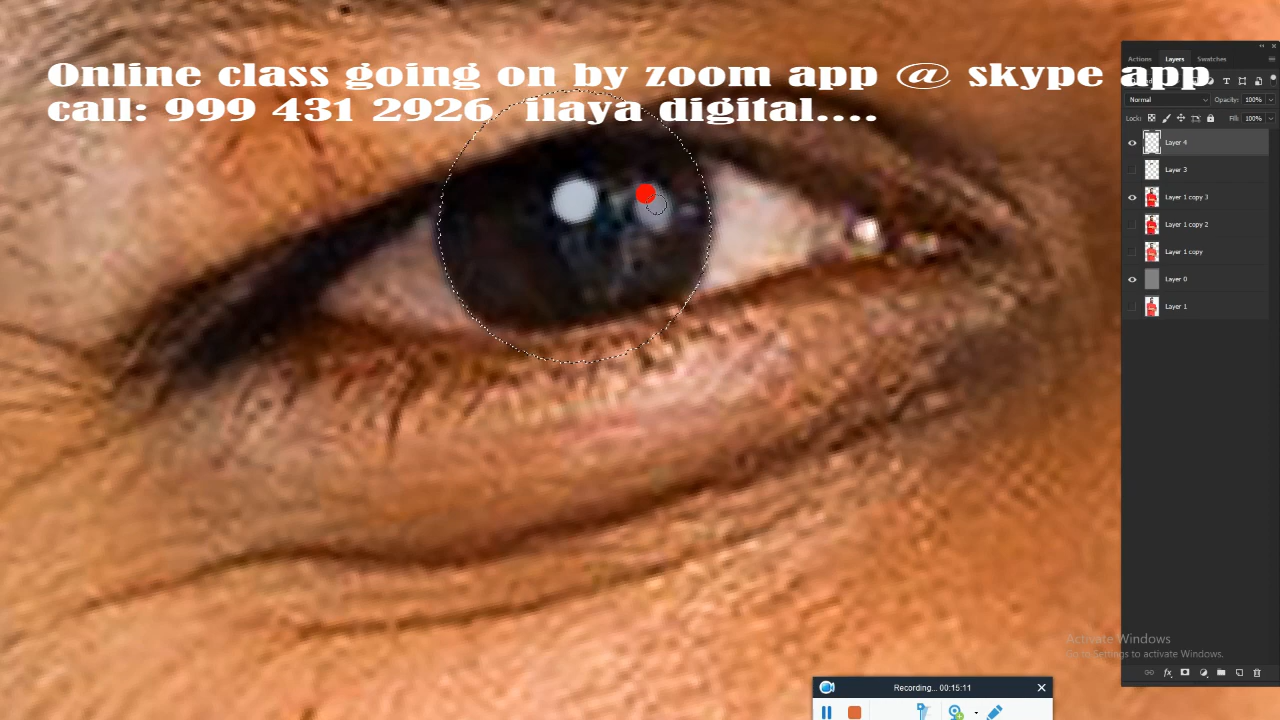 Online class going on by zoom app @ skype app
call: 999 431 2926 ilaya digital....
Actions Layers Swatches
Normal Opacity: 100%
Lock: Fill: 100%
Layer 4
Layer 3
Layer 1 copy 3
Layer 1 copy 2
Layer 1 copy
Layer 0
Layer 1
Activate Windows
Go to Settings to activate Windows.
fx
Recording... 00:15:11